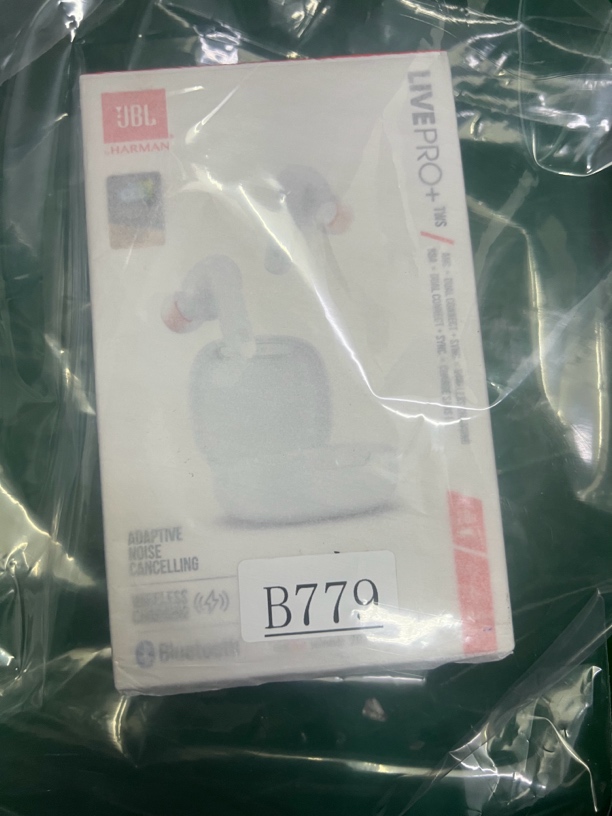 JBL
HARMAN
LIVEPRO+ TWS
ADAPTIVE
NOISE
CANCELLING
WIRELESS
CHARGING
Bluetooth
B779